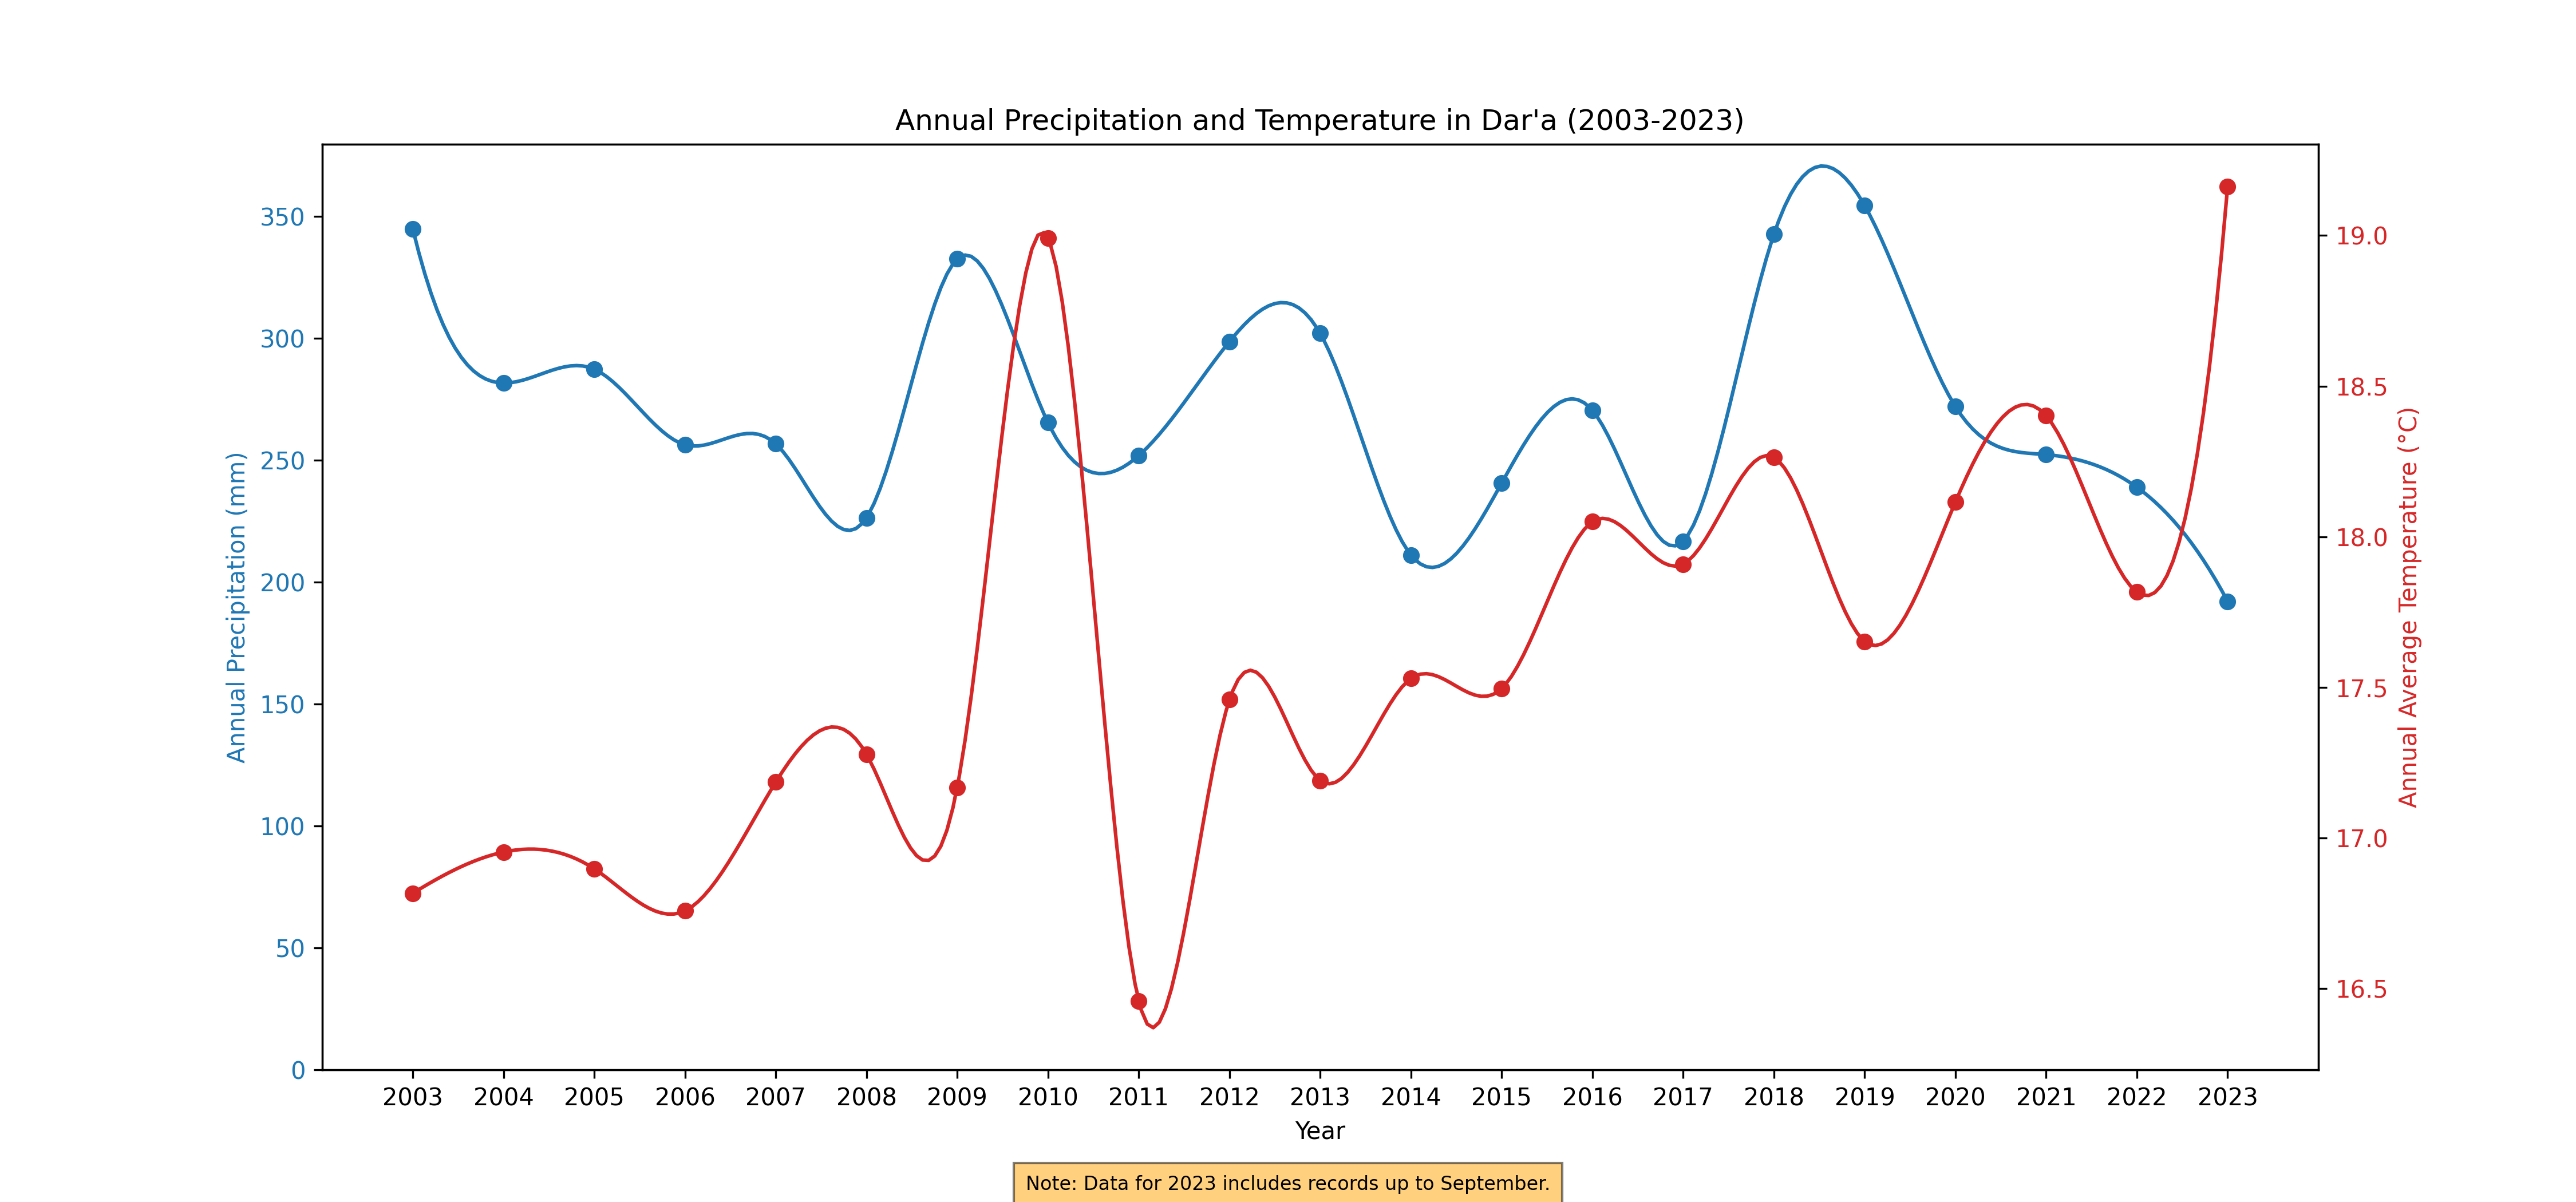 Annual Precipitation and Temperature in Dar'a (2003-2023)
Annual Precipitation (mm)
350
300
250
200
150
100
50
0
19.0
18.5
18.0
17.5
17.0
16.5
Annual Average Temperature (°C)
2003 2004 2005 2006 2007 2008 2009 2010 2011 2012 2013 2014 2015 2016 2017 2018 2019 2020 2021 2022 2023
Year
Note: Data for 2023 includes records up to September.